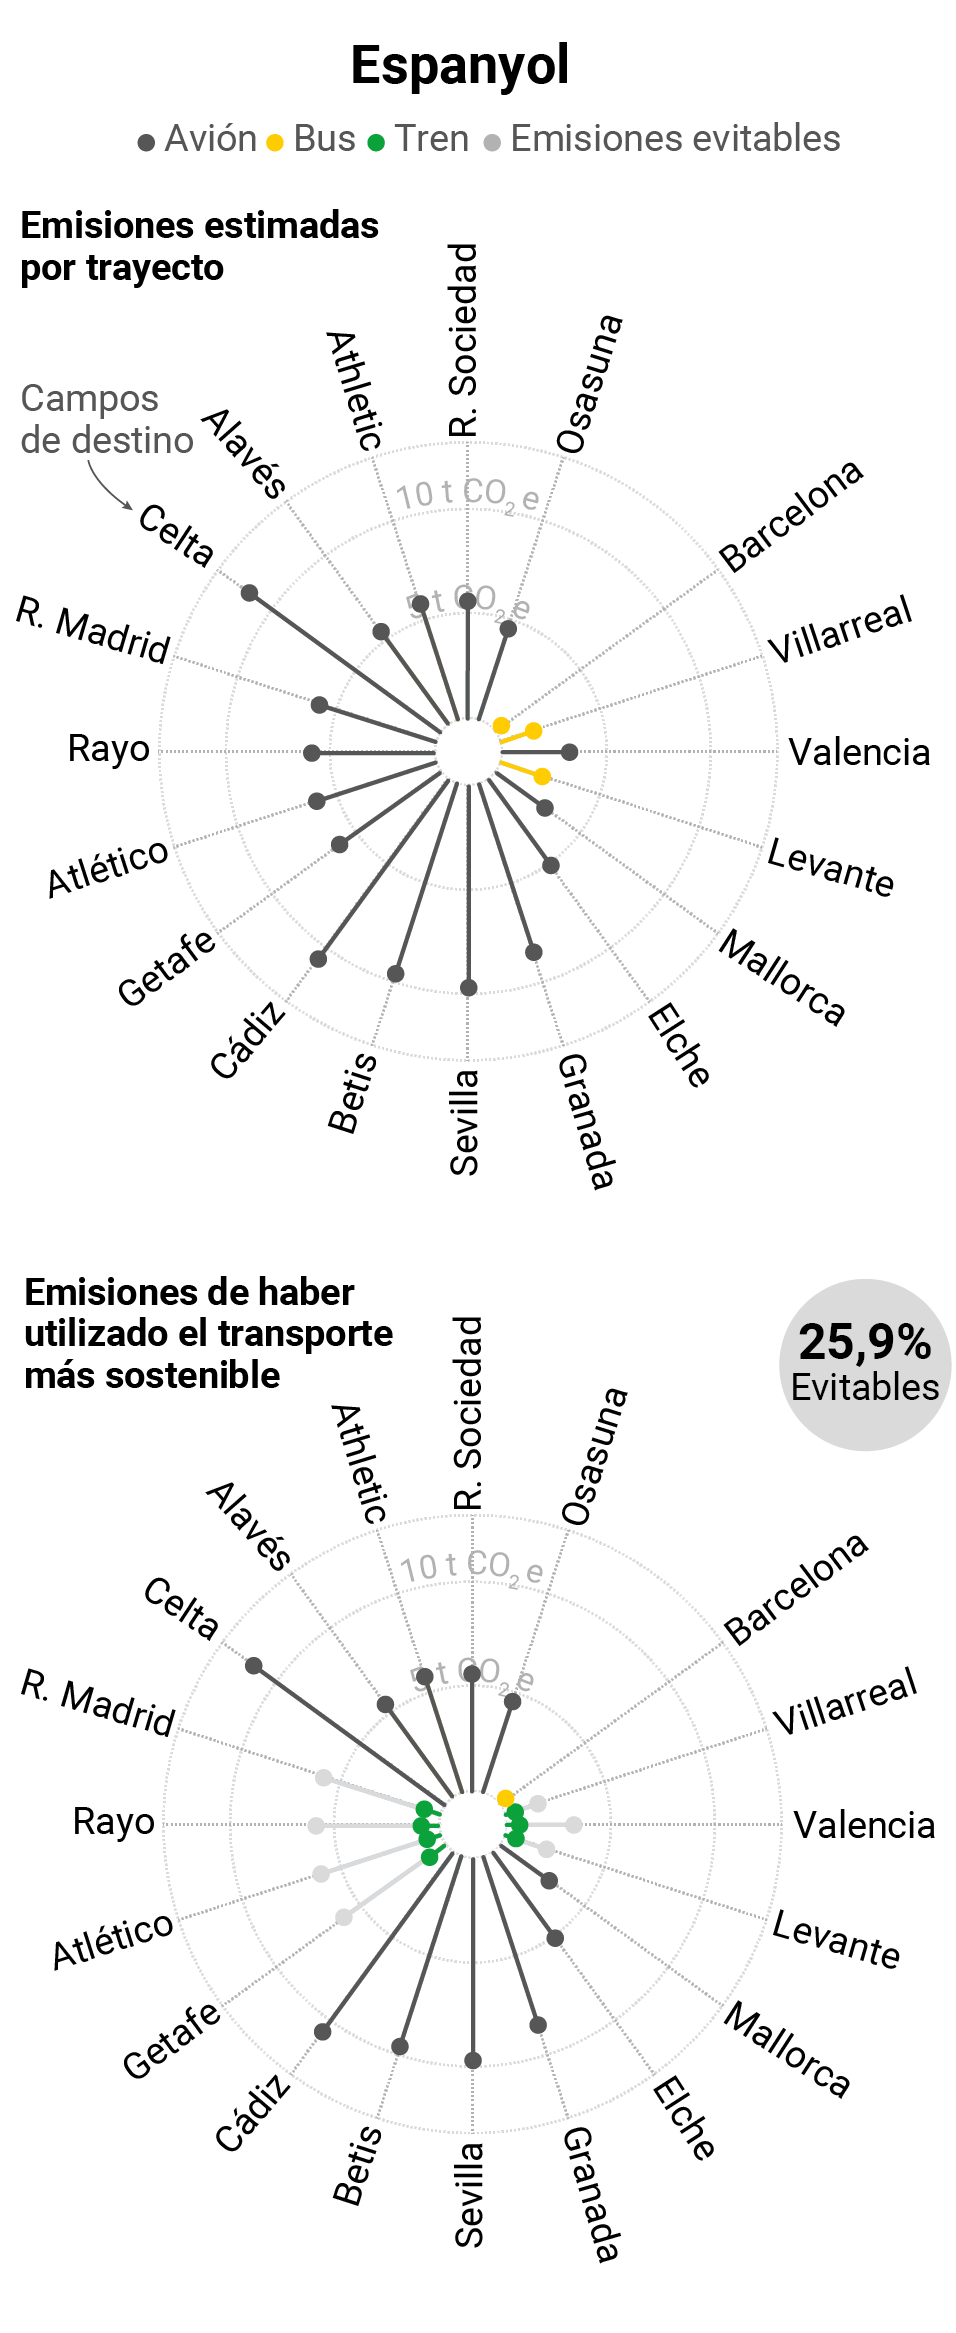 Espanyol
Avión Bus Tren Emisiones evitables
Emisiones estimadas
por trayecto
Campos
de destino
R. Sociedad
Osasuna
Barcelona
Villarreal
Valencia
Levante
Mallorca
Elche
Granada
Sevilla
Betis
Cádiz
Getafe
Atlético
Rayo
R. Madrid
Celta
Alavés
Athletic
10 t CO2 e
5 t CO2 e
Emisiones de haber
utilizado el transporte
más sostenible
25,9%
Evitables
R. Sociedad
Osasuna
Barcelona
Villarreal
Valencia
Levante
Mallorca
Elche
Granada
Sevilla
Betis
Cádiz
Getafe
Atlético
Rayo
R. Madrid
Celta
Alavés
Athletic
10 t CO2 e
5 t CO2 e